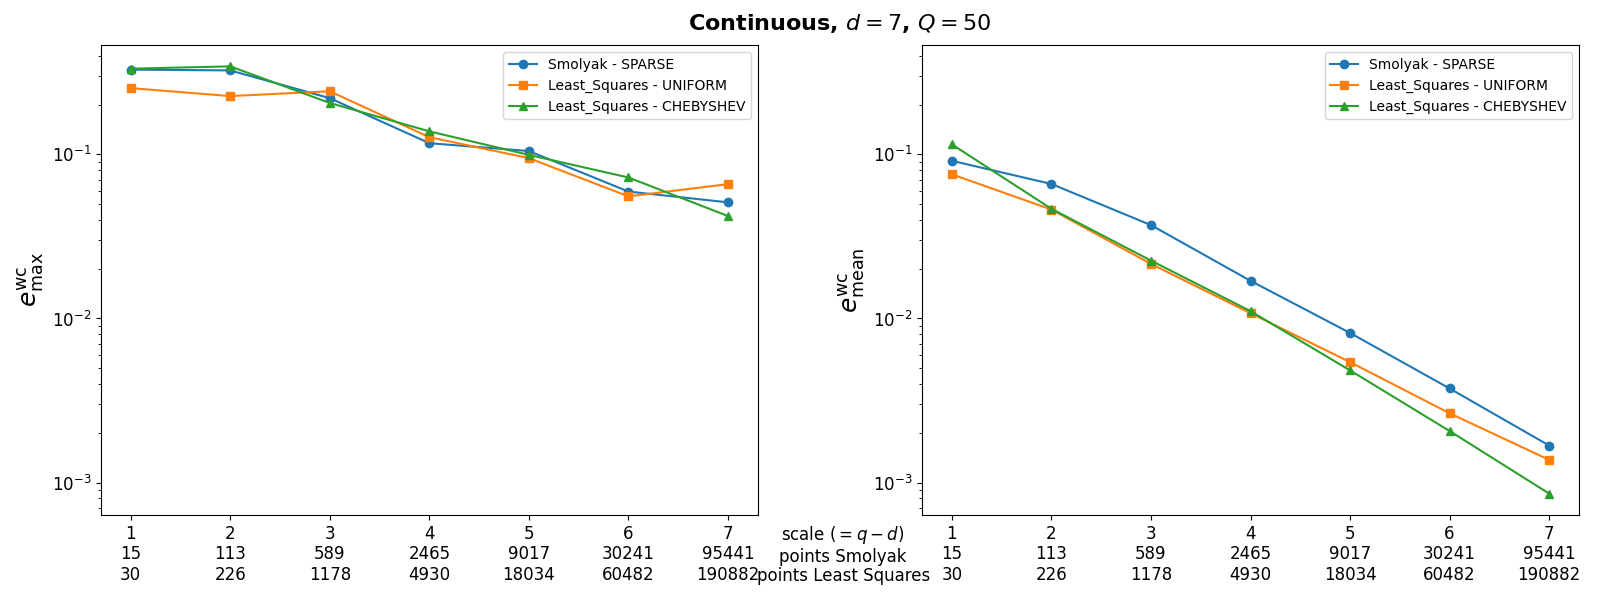 Continuous, d = 7, Q = 50
Smolyak - SPARSE
Least_Squares - UNIFORM
Least_Squares - CHEBYSHEV
10⁻¹
10⁻²
10⁻³
e^wc_max
1 2 3 4 5 6 7
15 113 589 2465 9017 30241 95441
30 226 1178 4930 18034 60482 190882
scale (= q − d)
points Smolyak
points Least Squares
Smolyak - SPARSE
Least_Squares - UNIFORM
Least_Squares - CHEBYSHEV
10⁻¹
10⁻²
10⁻³
e^wc_mean
1 2 3 4 5 6 7
15 113 589 2465 9017 30241 95441
30 226 1178 4930 18034 60482 190882